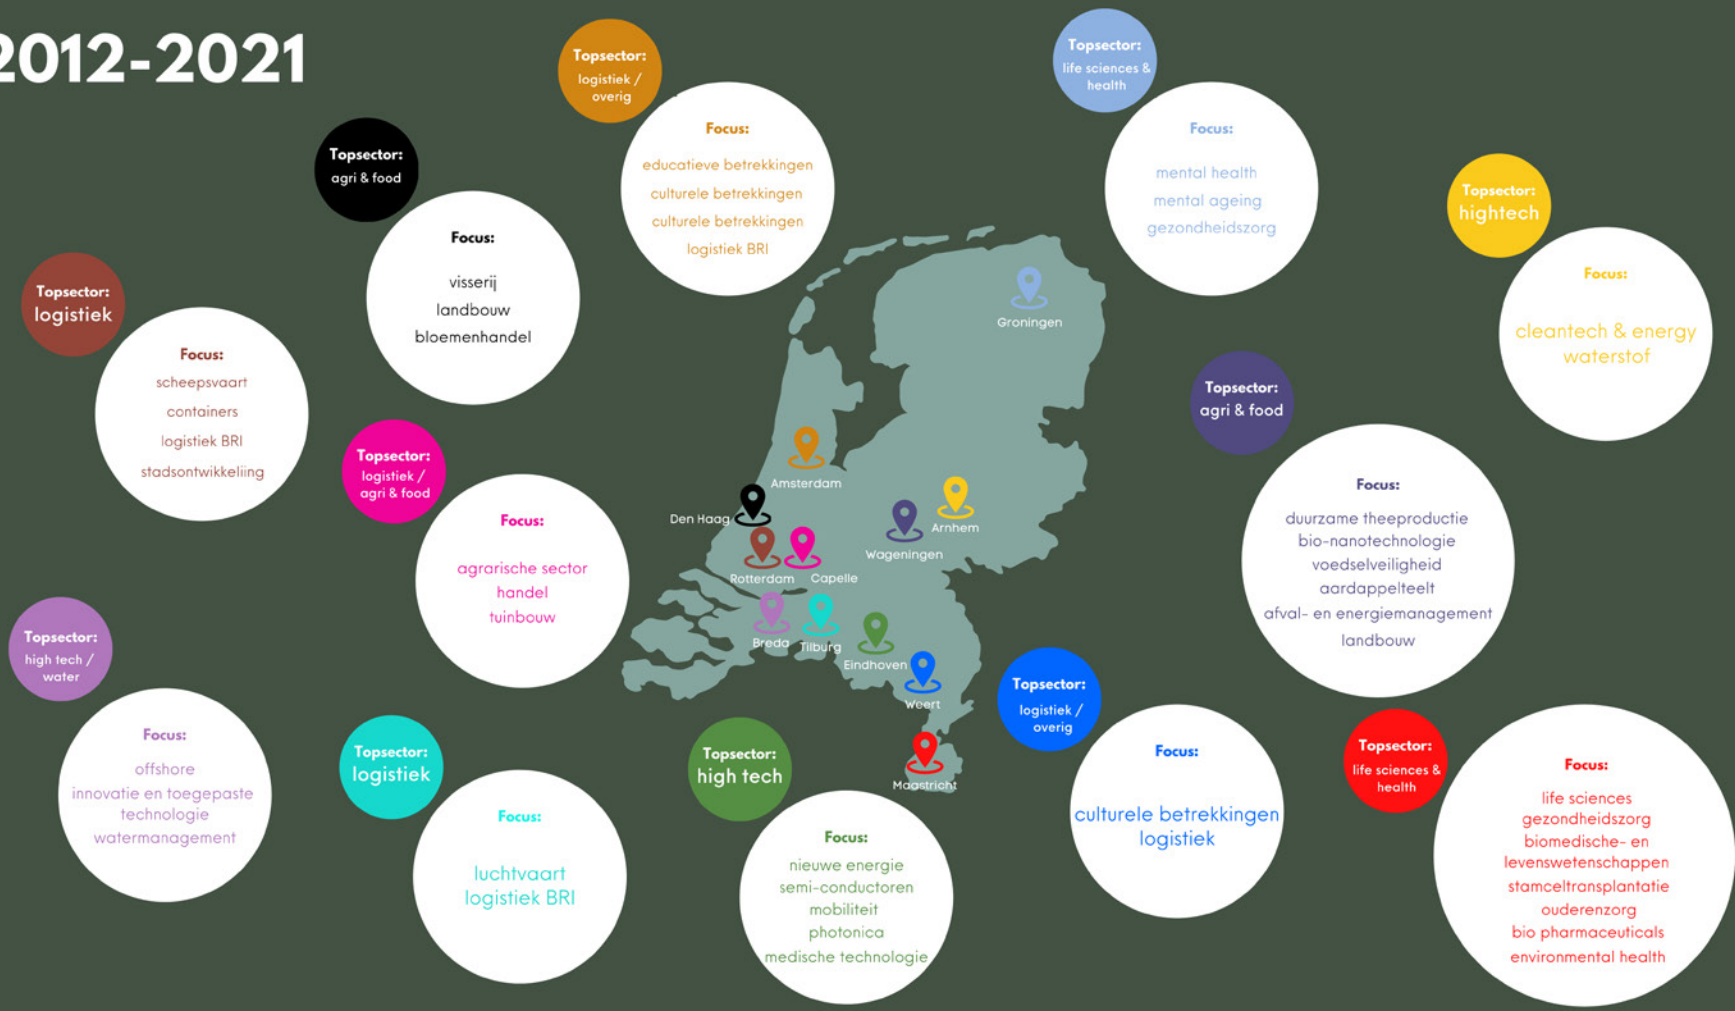 2012-2021
Topsector:
logistiek /
overig
Focus:
educatieve betrekkingen
culturele betrekkingen
culturele betrekkingen
logistiek BRI
Topsector:
life sciences &
health
Focus:
mental health
mental ageing
gezondheidszorg
Topsector:
agri & food
Focus:
visserij
landbouw
bloemenhandel
Topsector:
hightech
Focus:
cleantech & energy
waterstof
Topsector:
logistiek
Focus:
scheepsvaart
containers
logistiek BRI
stadsontwikkeliing
Topsector:
logistiek /
agri & food
Focus:
agrarische sector
handel
tuinbouw
Topsector:
agri & food
Focus:
duurzame theeproductie
bio-nanotechnologie
voedselveiligheid
aardappelteelt
afval- en energiemanagement
landbouw
Groningen
Amsterdam
Den Haag
Arnhem
Wageningen
Rotterdam
Capelle
Breda
Tilburg
Eindhoven
Weert
Maastricht
Topsector:
high tech /
water
Focus:
offshore
innovatie en toegepaste
technologie
watermanagement
Topsector:
logistiek
Focus:
luchtvaart
logistiek BRI
Topsector:
high tech
Focus:
nieuwe energie
semi-conductoren
mobiliteit
photonica
medische technologie
Topsector:
logistiek /
overig
Focus:
culturele betrekkingen
logistiek
Topsector:
life sciences &
health
Focus:
life sciences
gezondheidszorg
biomedische- en
levenswetenschappen
stamceltransplantatie
ouderenzorg
bio pharmaceuticals
environmental health